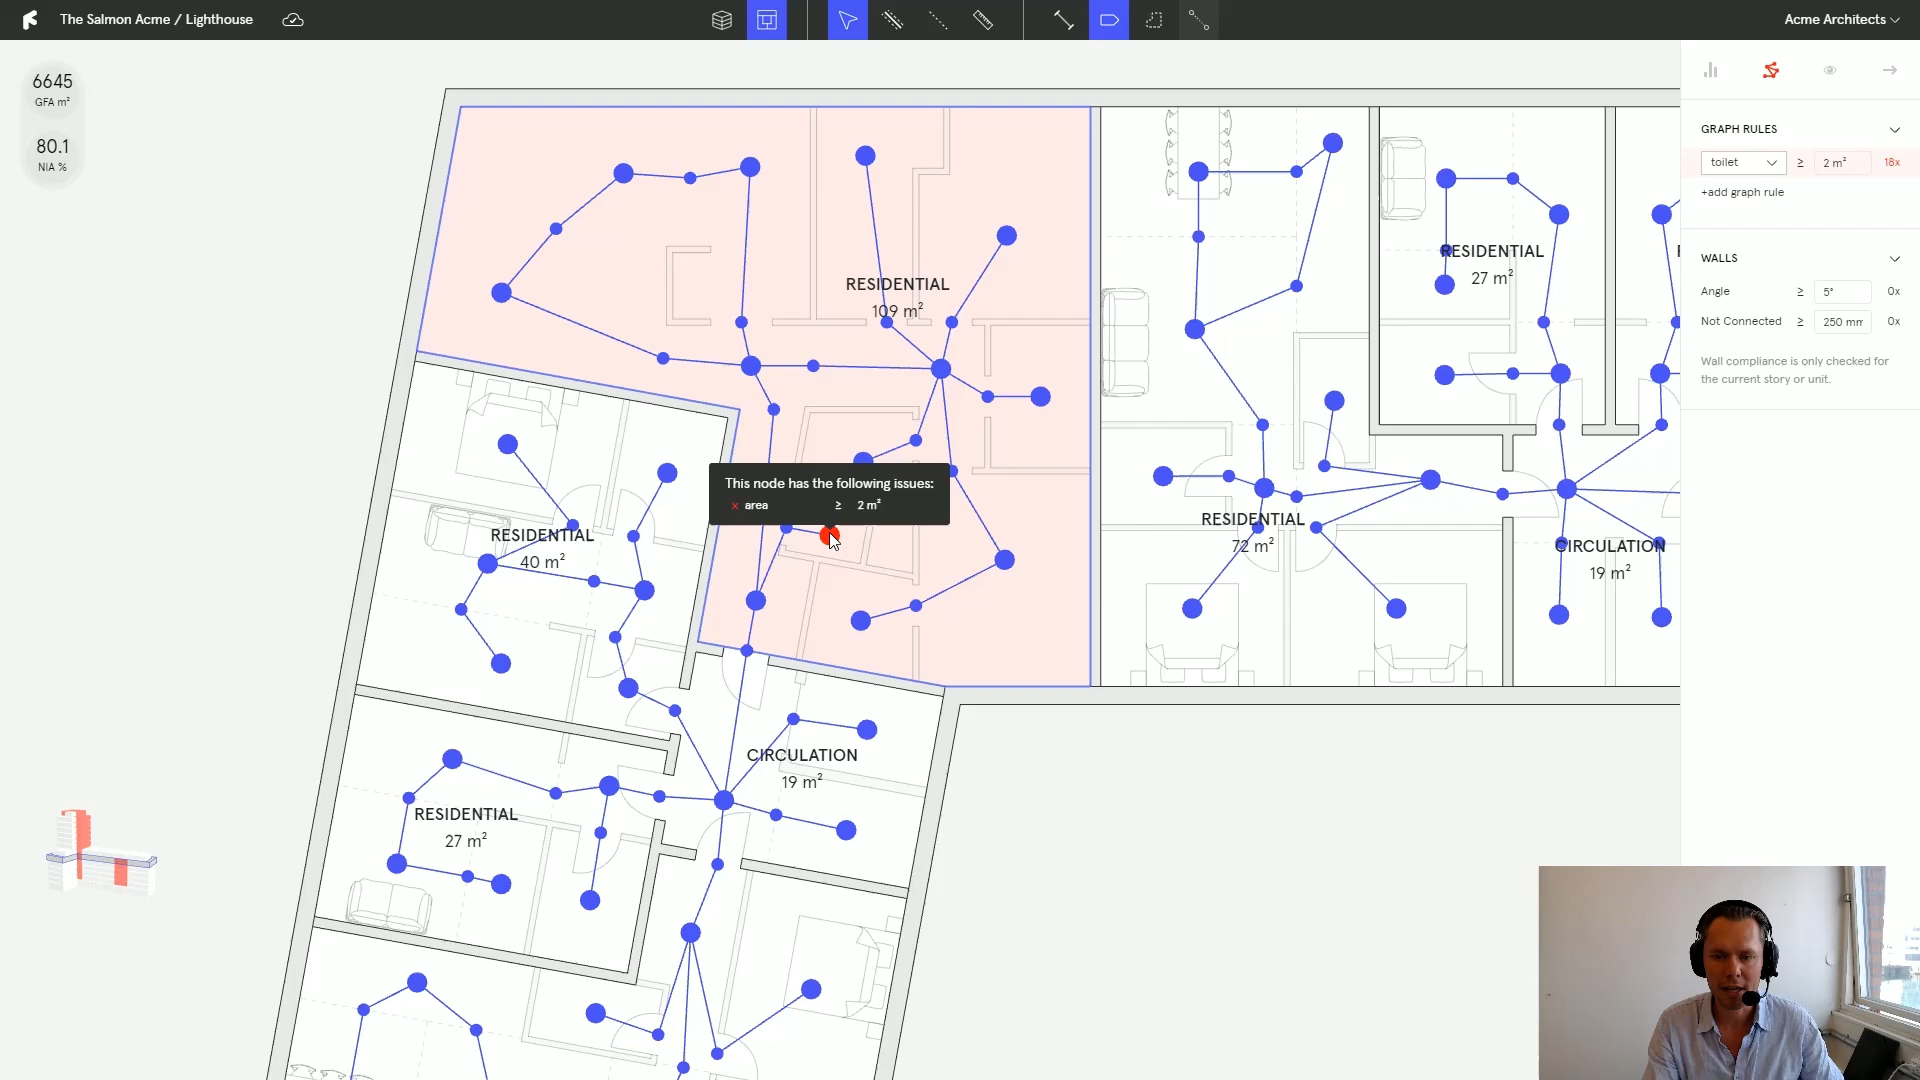 The Salmon Acme / Lighthouse
Acme Architects
6645
GFA m²
80.1
NIA %
GRAPH RULES
toilet ≥ 2 m² 18x
+add graph rule
WALLS
Angle ≥ 5° 0x
Not Connected ≥ 250 mm 0x
Wall compliance is only checked for
the current story or unit.
RESIDENTIAL
109 m²
RESIDENTIAL
27 m²
This node has the following issues:
× area ≥ 2 m²
RESIDENTIAL
40 m²
RESIDENTIAL
72 m²
CIRCULATION
19 m²
CIRCULATION
19 m²
RESIDENTIAL
27 m²